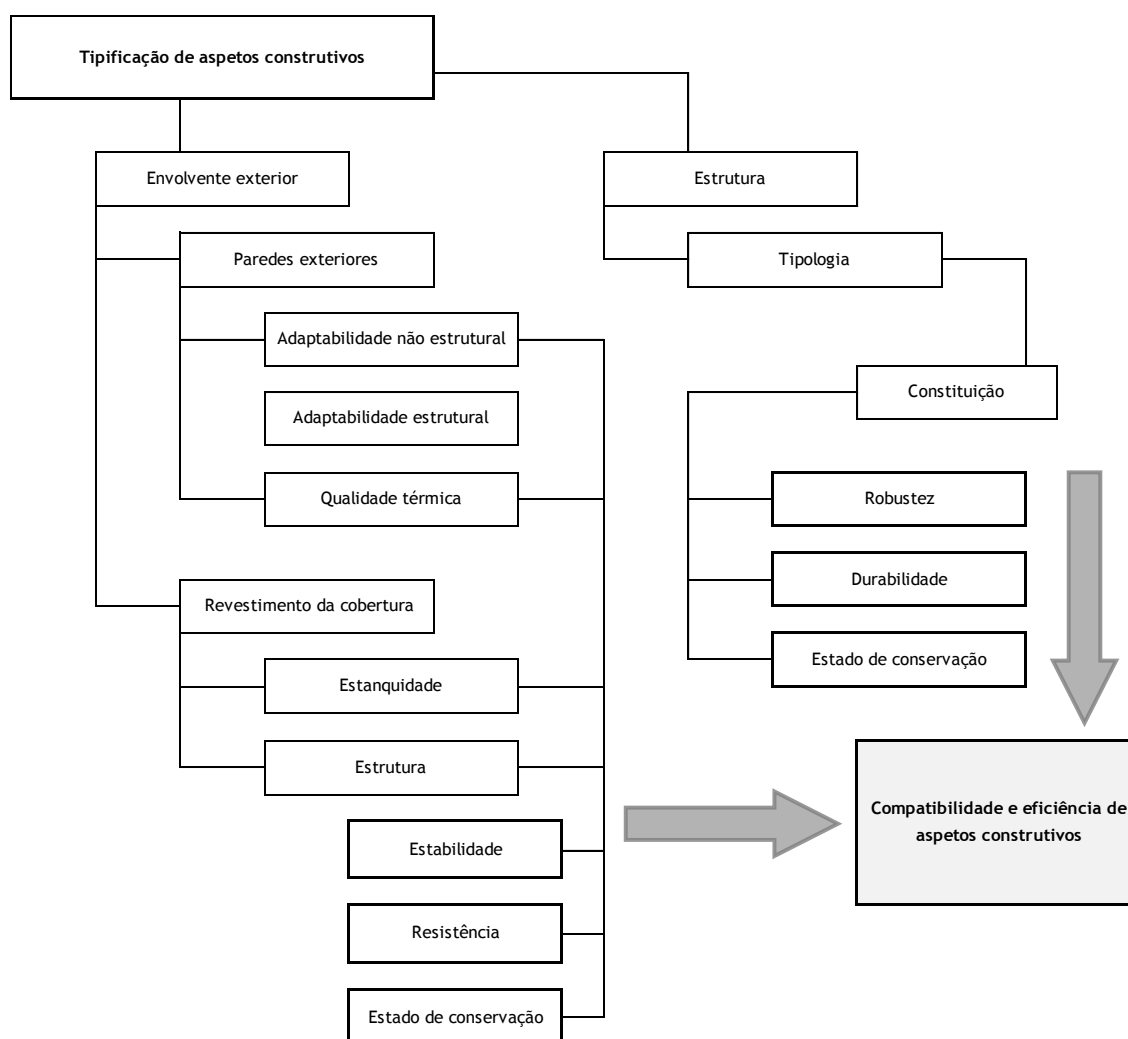 Tipificação de aspetos construtivos
Envolvente exterior
Estrutura
Paredes exteriores
Tipologia
Adaptabilidade não estrutural
Constituição
Adaptabilidade estrutural
Qualidade térmica
Robustez
Durabilidade
Revestimento da cobertura
Estado de conservação
Estanquidade
Estrutura
Compatibilidade e eficiência de
aspetos construtivos
Estabilidade
Resistência
Estado de conservação